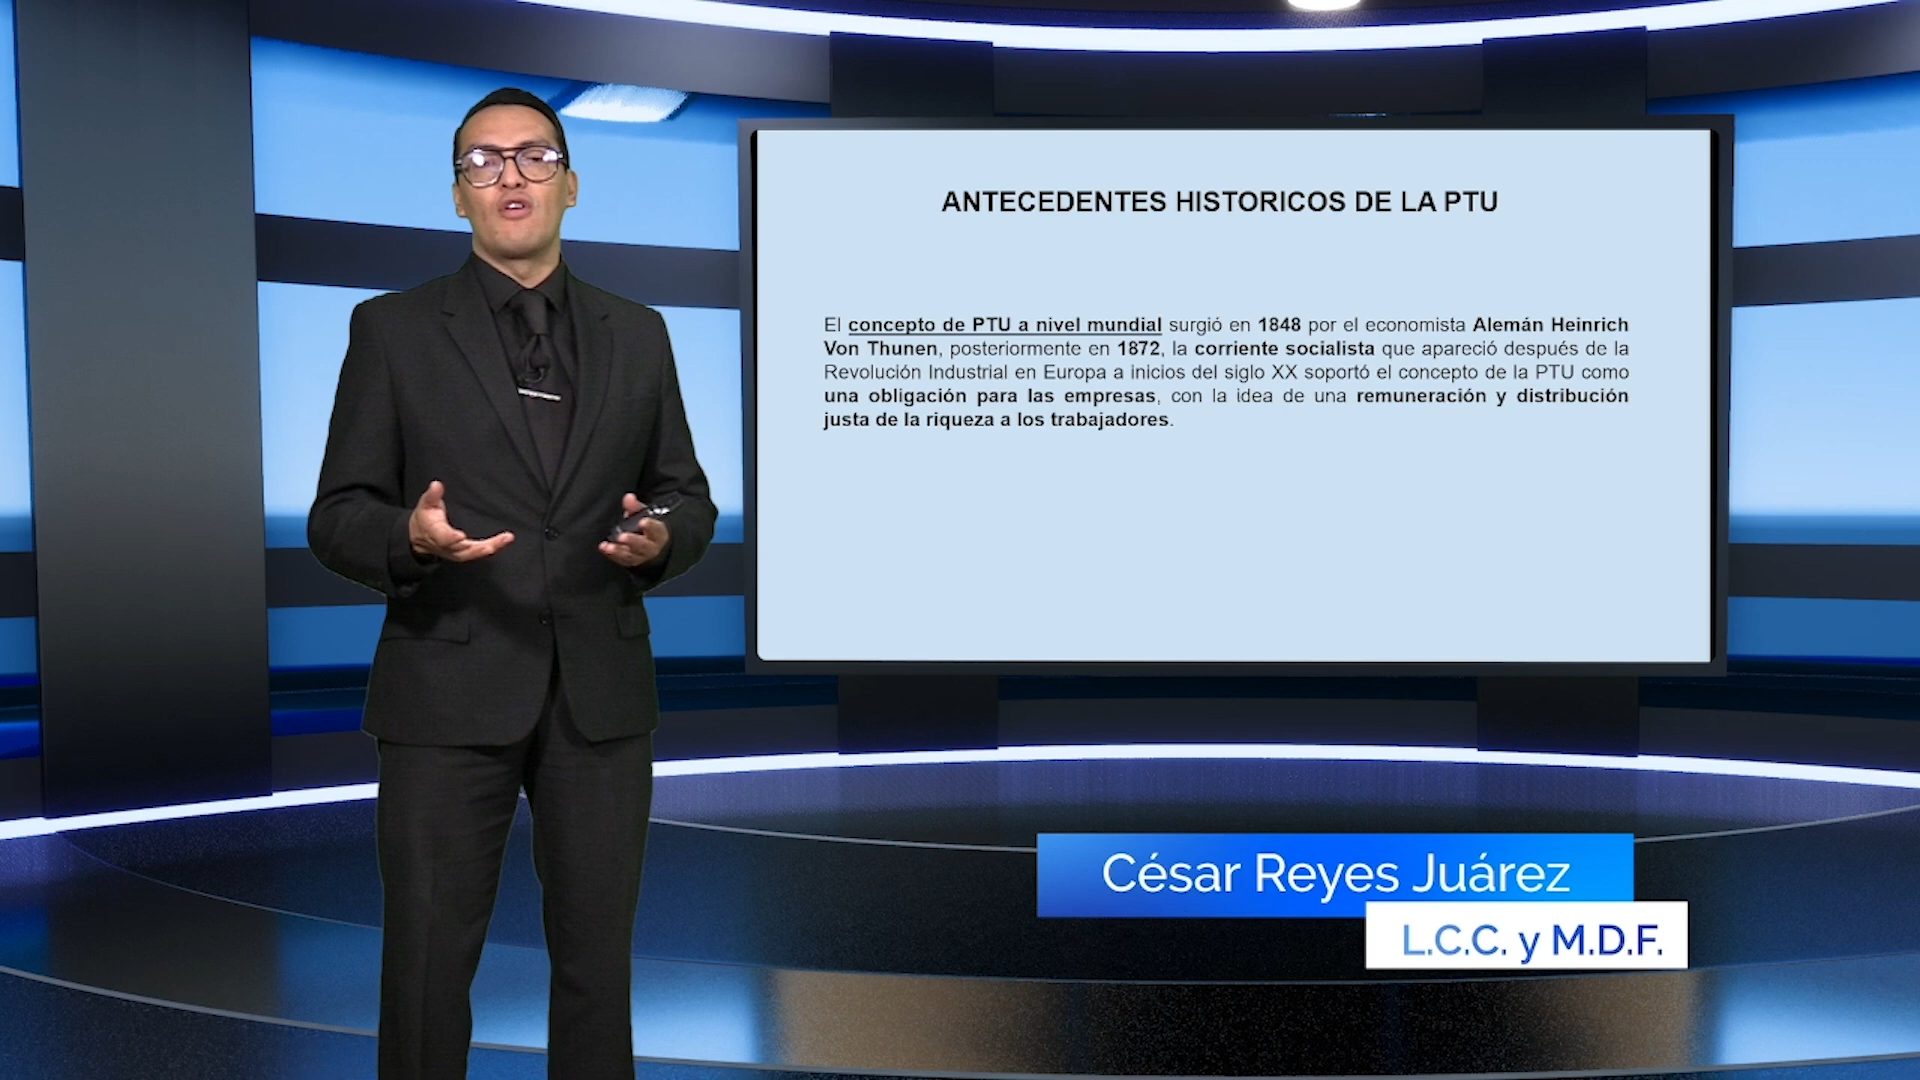 ANTECEDENTES HISTORICOS DE LA PTU
El concepto de PTU a nivel mundial surgió en 1848 por el economista Alemán Heinrich
Von Thunen, posteriormente en 1872, la corriente socialista que apareció después de la
Revolución Industrial en Europa a inicios del siglo XX soportó el concepto de la PTU como
una obligación para las empresas, con la idea de una remuneración y distribución
justa de la riqueza a los trabajadores.
César Reyes Juárez
L.C.C. y M.D.F.